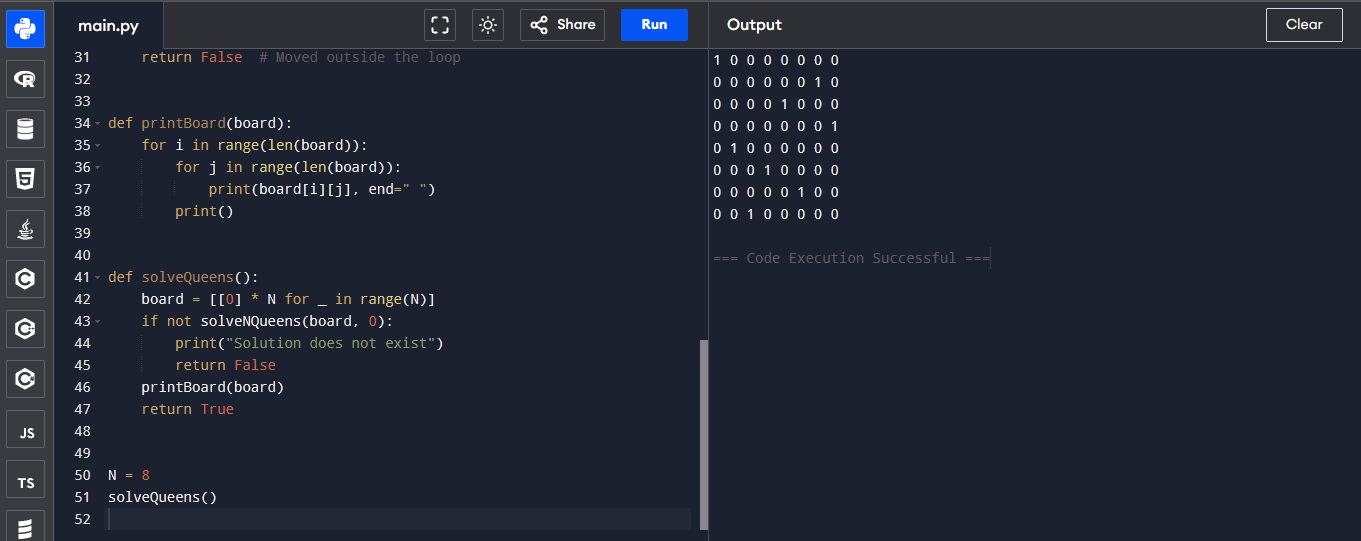 main.py
Share
Run
Output
Clear
31     return False  # Moved outside the loop
32
33
34 def printBoard(board):
35     for i in range(len(board)):
36         for j in range(len(board)):
37             print(board[i][j], end=" ")
38         print()
39
40
41 def solveQueens():
42     board = [[0] * N for _ in range(N)]
43     if not solveNQueens(board, 0):
44         print("Solution does not exist")
45         return False
46     printBoard(board)
47     return True
48
49
50 N = 8
51 solveQueens()
52
1 0 0 0 0 0 0 0
0 0 0 0 0 0 1 0
0 0 0 0 1 0 0 0
0 0 0 0 0 0 0 1
0 1 0 0 0 0 0 0
0 0 0 1 0 0 0 0
0 0 0 0 0 1 0 0
0 0 1 0 0 0 0 0
=== Code Execution Successful ===
R
5
C
C++
C#
JS
TS